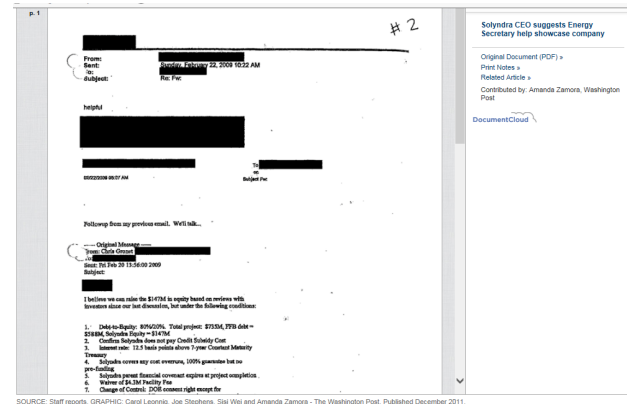 p. 1
# 2
From:
Sent: Sunday, February 22, 2009 10:22 AM
To:
Subject: Re: Fw:
helpful
To
02/22/2009 08:07 AM
cc
Subject Fw:
Followup from my previous email. We'll talk...
----- Original Message -----
From: Chris Gronet
To:
Sent: Fri Feb 20 13:56:00 2009
Subject:
I believe we can raise the $147M in equity based on reviews with
investors since our last discussion, but under the following conditions:
1. Debt-to-Equity: 80%/20%. Total project: $735M, FFB debt =
$588M, Solyndra Equity = $147M
2. Confirm Solyndra does not pay Credit Subsidy Cost
3. Interest rate: 12.5 basis points above 7-year Constant Maturity
Treasury
4. Solyndra covers any cost overruns, 100% guarantee but no
pre-funding
5. Solyndra parent financial covenant expires at project completion
6. Waiver of $4.3M Facility Fee
7. Change of Control: DOE consent right except for
Solyndra CEO suggests Energy
Secretary help showcase company
Original Document (PDF) »
Print Notes »
Related Article »
Contributed by: Amanda Zamora, Washington
Post
DocumentCloud
SOURCE: Staff reports. GRAPHIC: Carol Leonnig, Joe Stephens, Sisi Wei and Amanda Zamora - The Washington Post. Published December 2011.